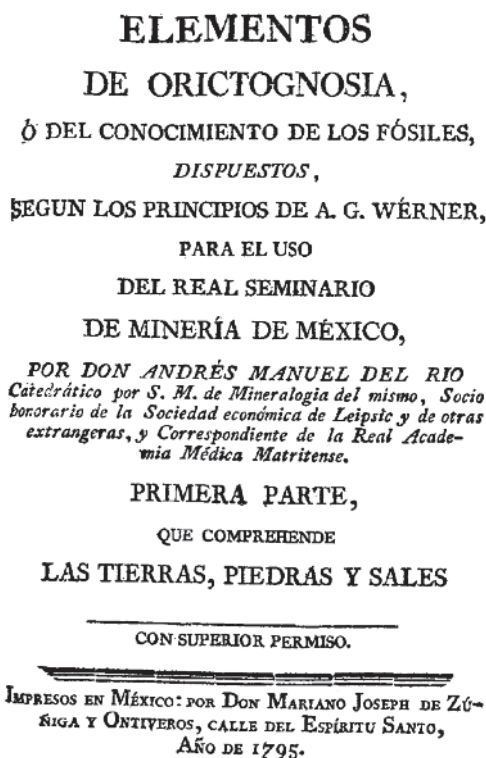 ELEMENTOS
DE ORICTOGNOSIA,
Ó DEL CONOCIMIENTO DE LOS FÓSILES,
DISPUESTOS,
SEGUN LOS PRINCIPIOS DE A. G. WÉRNER,
PARA EL USO
DEL REAL SEMINARIO
DE MINERÍA DE MÉXICO,
POR DON ANDRÉS MANUEL DEL RIO
Catedrático por S. M. de Mineralogia del mismo, Socio
honorario de la Sociedad económica de Leipsic y de otras
extrangeras, y Correspondiente de la Real Acade-
mia Médica Matritense.
PRIMERA PARTE,
QUE COMPREHENDE
LAS TIERRAS, PIEDRAS Y SALES
CON SUPERIOR PERMISO.
IMPRESOS EN MÉXICO: POR DON MARIANO JOSEPH DE ZÚ-
ÑIGA Y ONTIVEROS, CALLE DEL ESPÍRITU SANTO,
AÑO DE 1795.